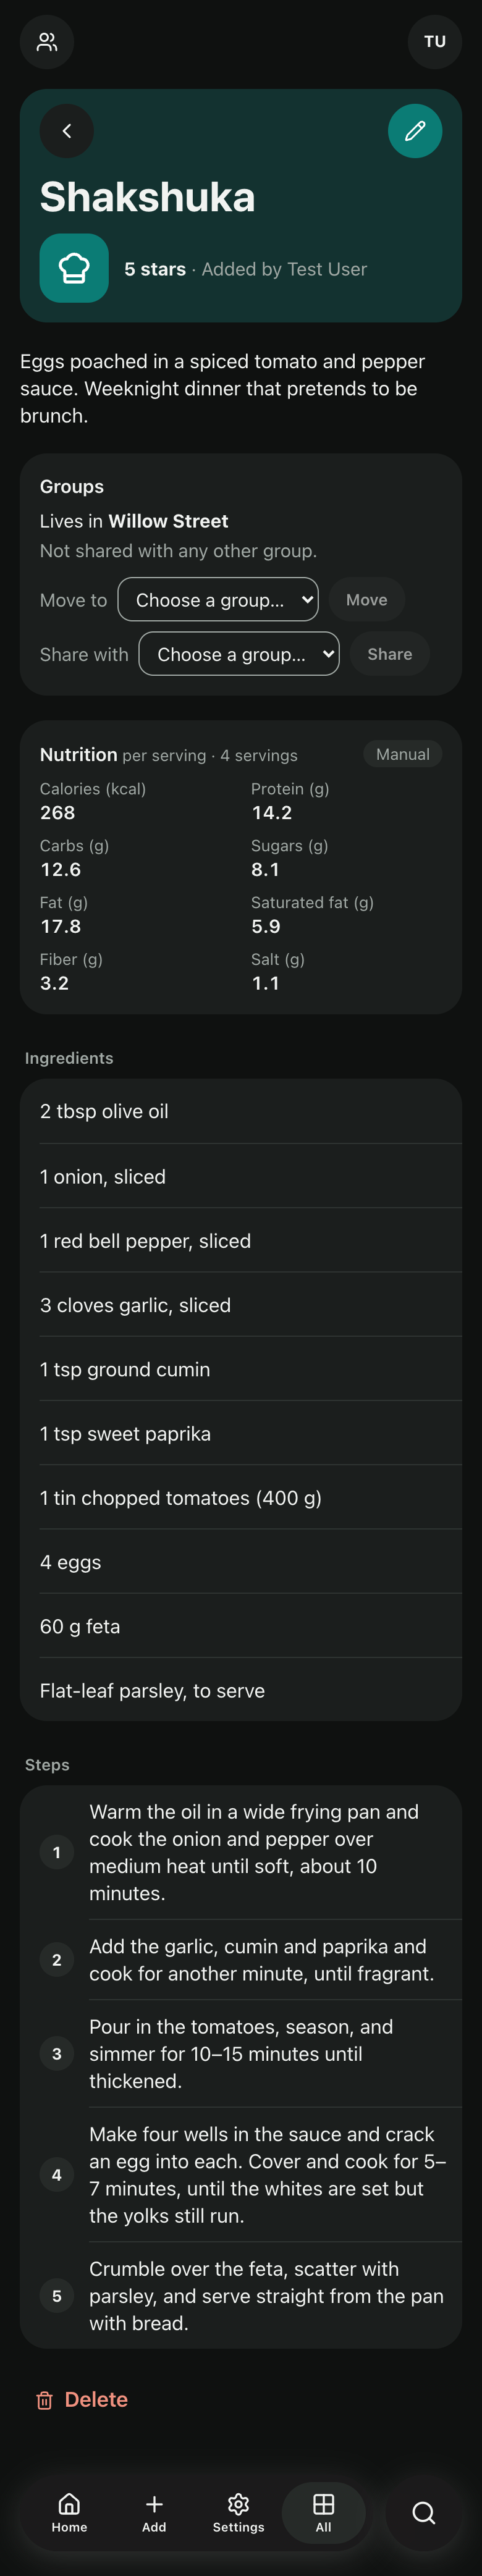 TU
Shakshuka
5 stars · Added by Test User
Eggs poached in a spiced tomato and pepper
sauce. Weeknight dinner that pretends to be
brunch.
Groups
Lives in Willow Street
Not shared with any other group.
Move to Choose a group... Move
Share with Choose a group... Share
Nutrition per serving · 4 servings Manual
Calories (kcal) Protein (g)
268 14.2
Carbs (g) Sugars (g)
12.6 8.1
Fat (g) Saturated fat (g)
17.8 5.9
Fiber (g) Salt (g)
3.2 1.1
Ingredients
2 tbsp olive oil
1 onion, sliced
1 red bell pepper, sliced
3 cloves garlic, sliced
1 tsp ground cumin
1 tsp sweet paprika
1 tin chopped tomatoes (400 g)
4 eggs
60 g feta
Flat-leaf parsley, to serve
Steps
1 Warm the oil in a wide frying pan and
cook the onion and pepper over
medium heat until soft, about 10
minutes.
2 Add the garlic, cumin and paprika and
cook for another minute, until fragrant.
3 Pour in the tomatoes, season, and
simmer for 10–15 minutes until
thickened.
4 Make four wells in the sauce and crack
an egg into each. Cover and cook for 5–
7 minutes, until the whites are set but
the yolks still run.
5 Crumble over the feta, scatter with
parsley, and serve straight from the pan
with bread.
Delete
Home Add Settings All